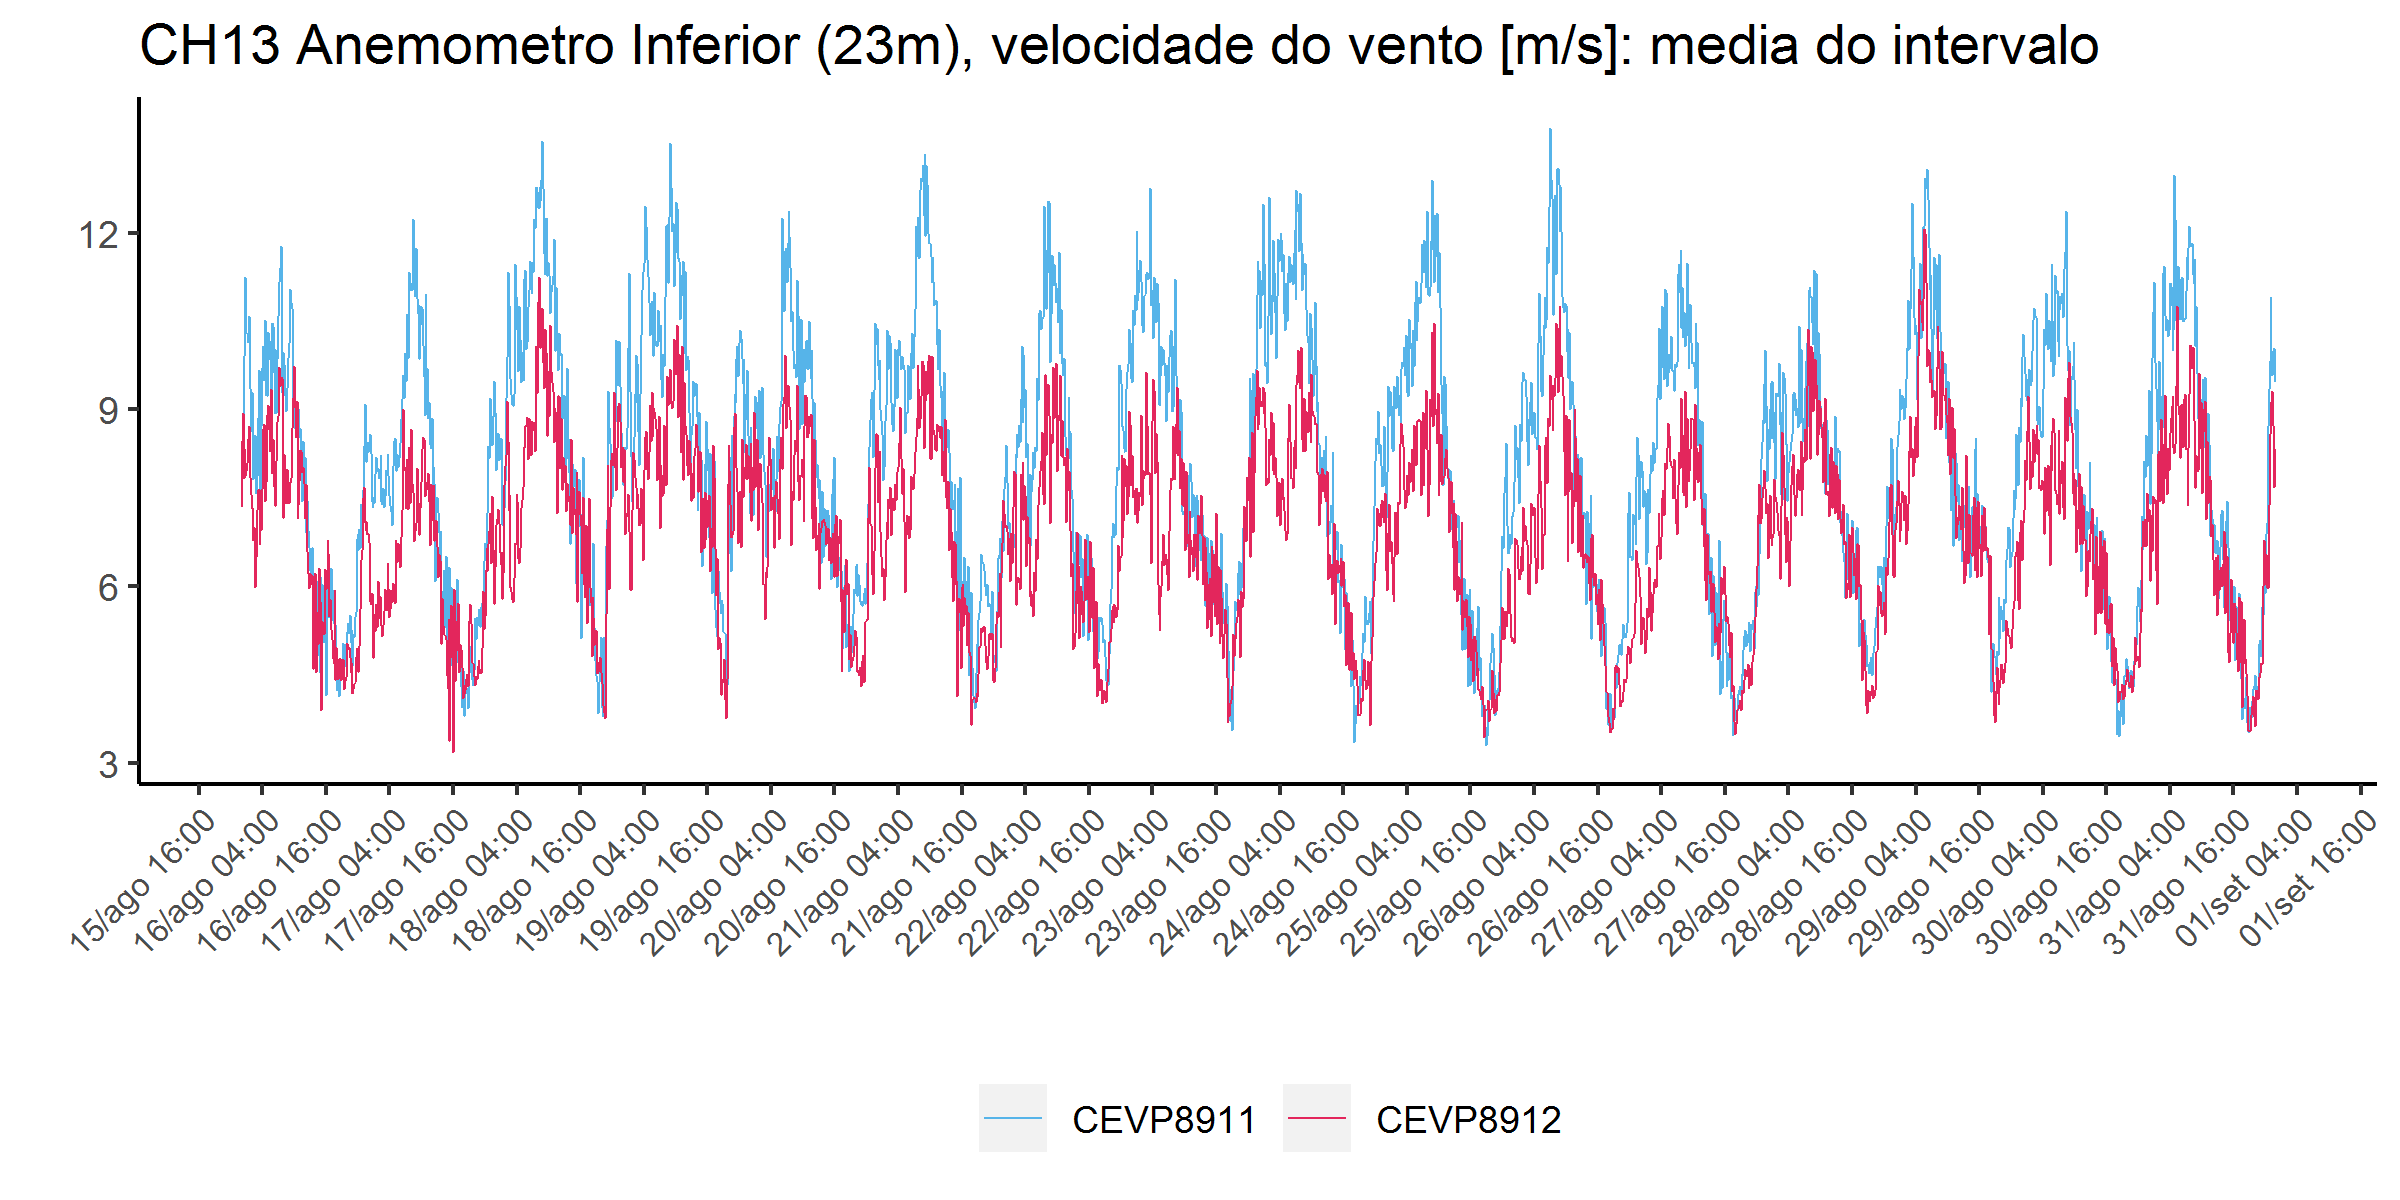 CH13 Anemometro Inferior (23m), velocidade do vento [m/s]: media do intervalo
12
9
6
3
15/ago 16:00
16/ago 04:00
16/ago 16:00
17/ago 04:00
17/ago 16:00
18/ago 04:00
18/ago 16:00
19/ago 04:00
19/ago 16:00
20/ago 04:00
20/ago 16:00
21/ago 04:00
21/ago 16:00
22/ago 04:00
22/ago 16:00
23/ago 04:00
23/ago 16:00
24/ago 04:00
24/ago 16:00
25/ago 04:00
25/ago 16:00
26/ago 04:00
26/ago 16:00
27/ago 04:00
27/ago 16:00
28/ago 04:00
28/ago 16:00
29/ago 04:00
29/ago 16:00
30/ago 04:00
30/ago 16:00
31/ago 04:00
31/ago 16:00
01/set 04:00
01/set 16:00
CEVP8911 CEVP8912